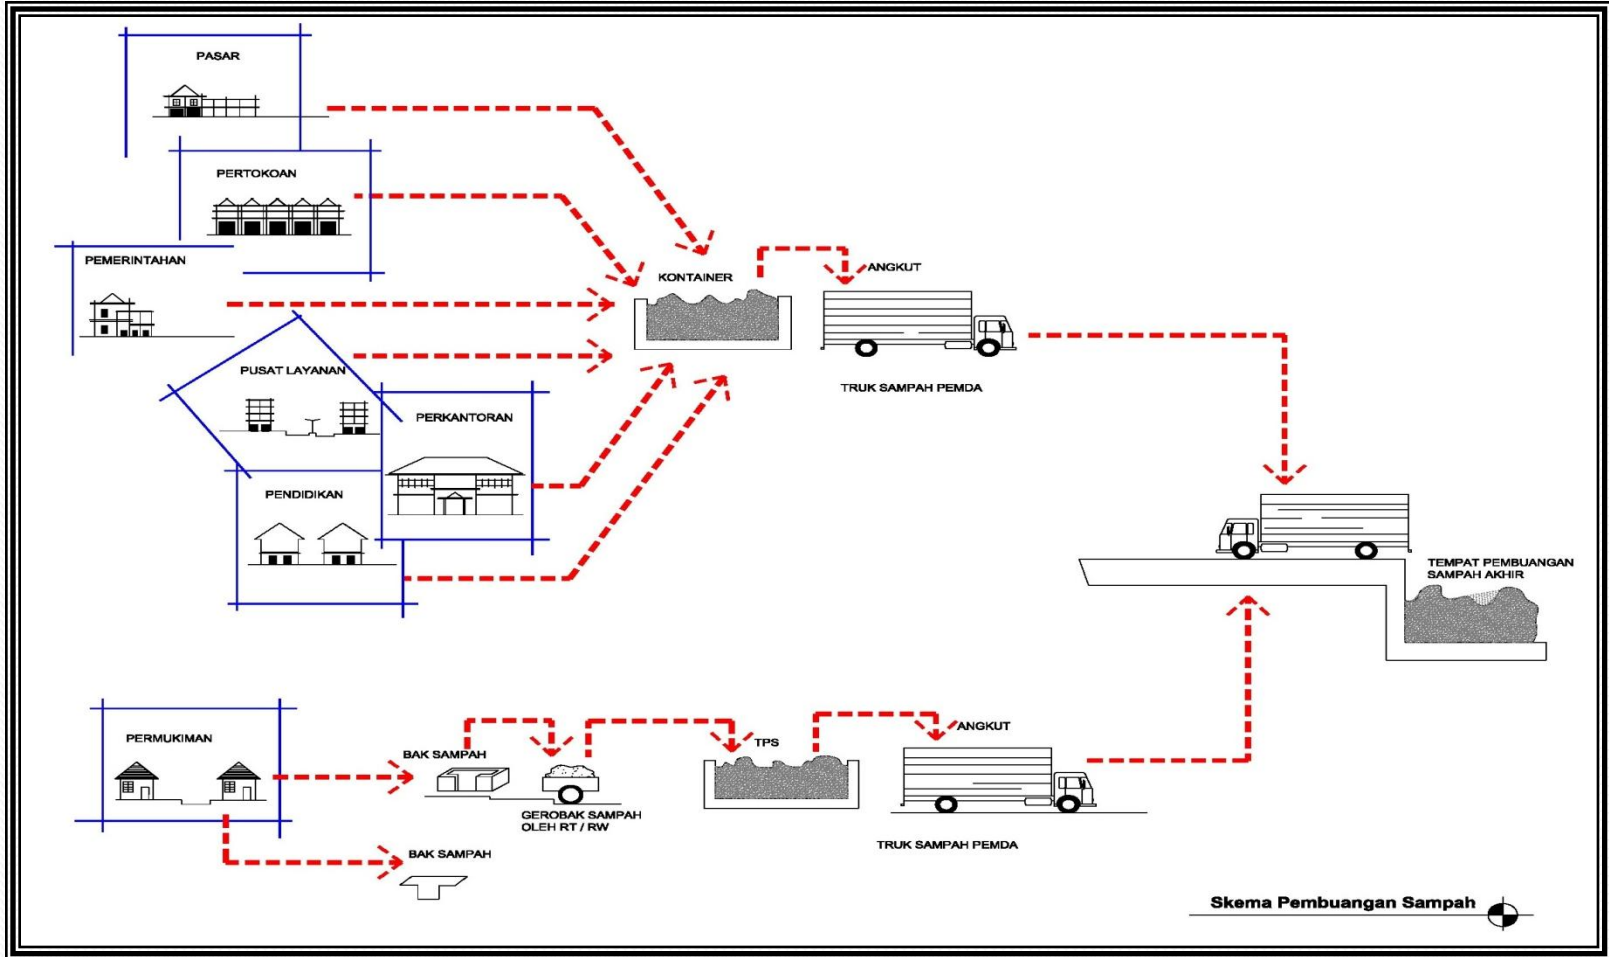 PASAR
PERTOKOAN
PEMERINTAHAN
KONTAINER
ANGKUT
PUSAT LAYANAN
TRUK SAMPAH PEMDA
PERKANTORAN
PENDIDIKAN
TEMPAT PEMBUANGAN
SAMPAH AKHIR
PERMUKIMAN
BAK SAMPAH
GEROBAK SAMPAH
OLEH RT / RW
TPS
ANGKUT
TRUK SAMPAH PEMDA
BAK SAMPAH
Skema Pembuangan Sampah